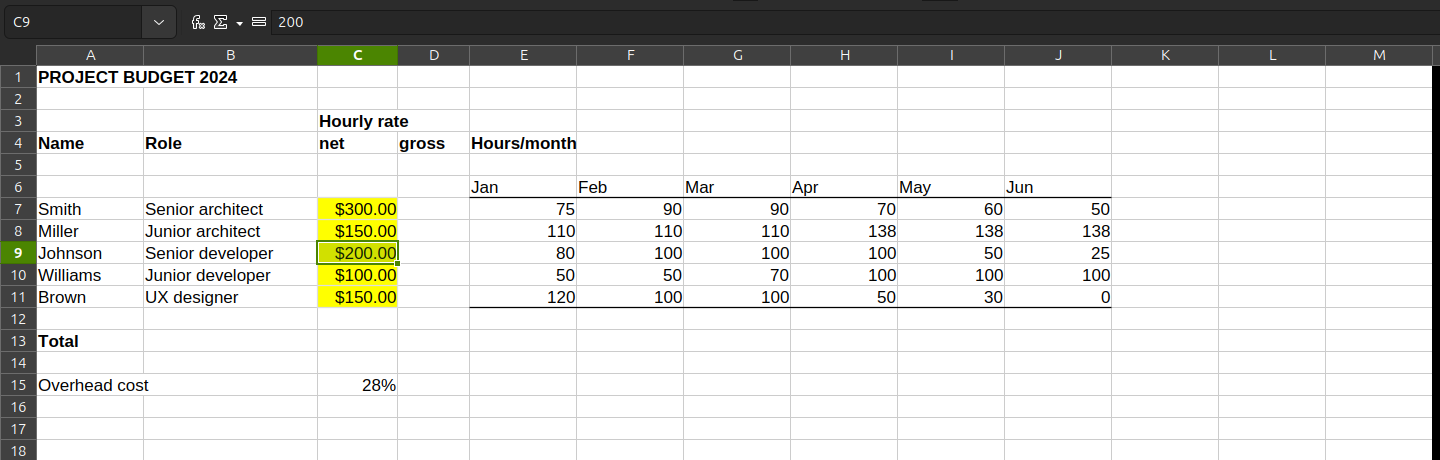 C9 200
A B C D E F G H I J K L M
1 PROJECT BUDGET 2024
2
3 Hourly rate
4 Name Role net gross Hours/month
5
6 Jan Feb Mar Apr May Jun
7 Smith Senior architect $300.00 75 90 90 70 60 50
8 Miller Junior architect $150.00 110 110 110 138 138 138
9 Johnson Senior developer $200.00 80 100 100 100 50 25
10 Williams Junior developer $100.00 50 50 70 100 100 100
11 Brown UX designer $150.00 120 100 100 50 30 0
12
13 Total
14
15 Overhead cost 28%
16
17
18